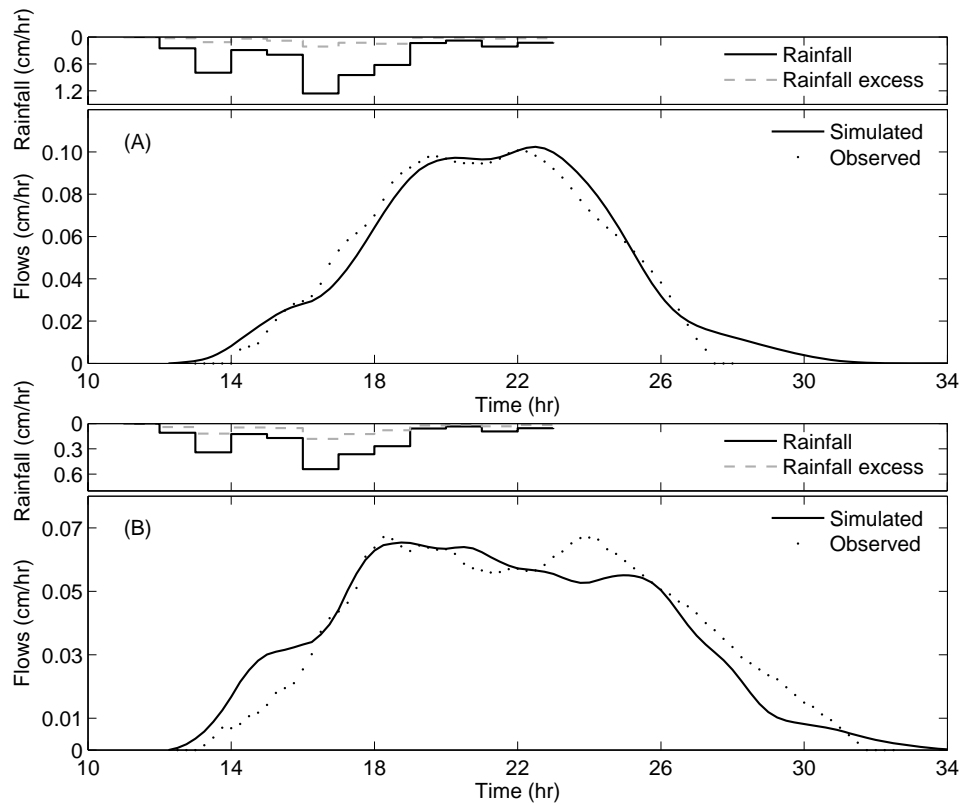 Rainfall (cm/hr)
0
0.6
1.2
Rainfall
Rainfall excess
Flows (cm/hr)
0.10
0.08
0.06
0.04
0.02
0
(A)
Simulated
Observed
10 14 18 22 26 30 34
Time (hr)
Rainfall (cm/hr)
0
0.3
0.6
Rainfall
Rainfall excess
Flows (cm/hr)
0.07
0.05
0.03
0.01
0
(B)
Simulated
Observed
10 14 18 22 26 30 34
Time (hr)